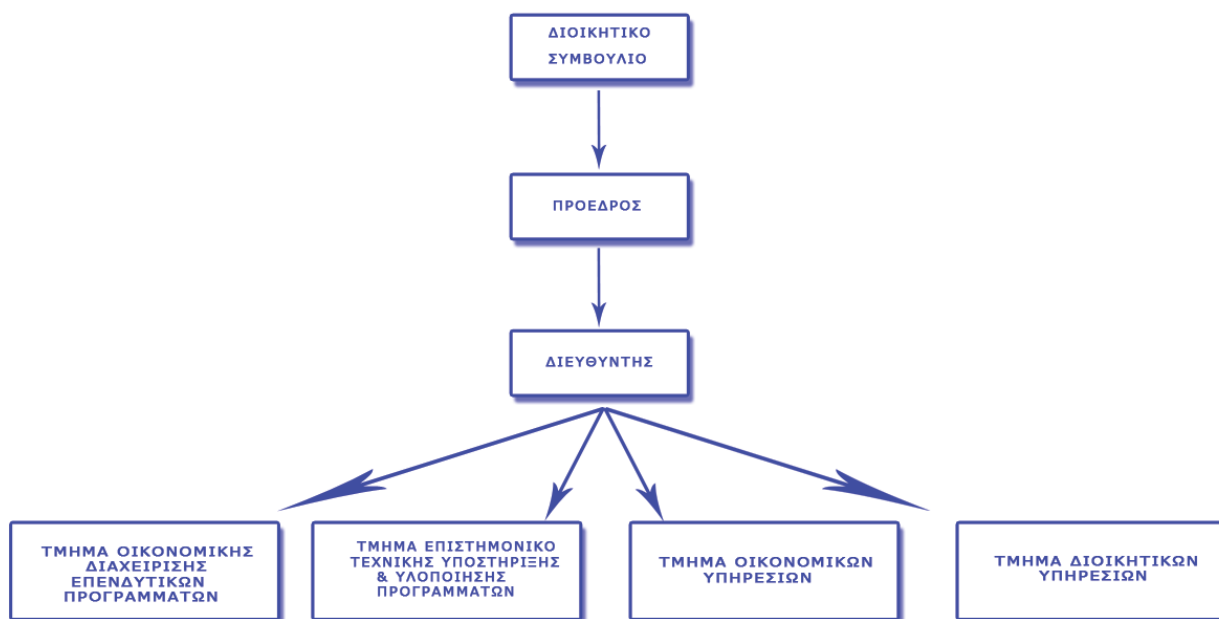 ΔΙΟΙΚΗΤΙΚΟ
ΣΥΜΒΟΥΛΙΟ
ΠΡΟΕΔΡΟΣ
ΔΙΕΥΘΥΝΤΗΣ
ΤΜΗΜΑ ΟΙΚΟΝΟΜΙΚΗΣ
ΔΙΑΧΕΙΡΙΣΗΣ
ΕΠΕΝΔΥΤΙΚΩΝ
ΠΡΟΓΡΑΜΜΑΤΩΝ
ΤΜΗΜΑ ΕΠΙΣΤΗΜΟΝΙΚΟ
ΤΕΧΝΙΚΗΣ ΥΠΟΣΤΗΡΙΞΗΣ
& ΥΛΟΠΟΙΗΣΗΣ
ΠΡΟΓΡΑΜΜΑΤΩΝ
ΤΜΗΜΑ ΟΙΚΟΝΟΜΙΚΩΝ
ΥΠΗΡΕΣΙΩΝ
ΤΜΗΜΑ ΔΙΟΙΚΗΤΙΚΩΝ
ΥΠΗΡΕΣΙΩΝ